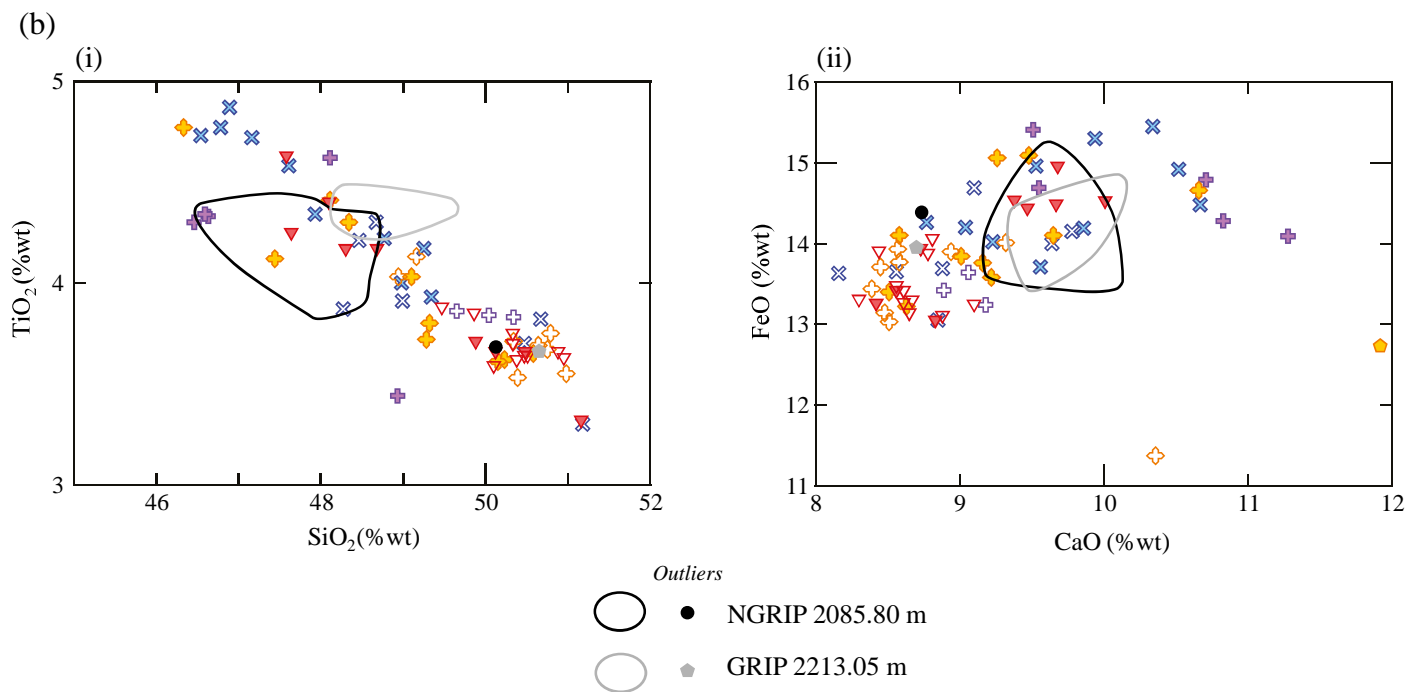 (b)
(i)
5
4
3
TiO2 (%wt)
46
48
50
52
SiO2(%wt)
(ii)
16
15
14
13
12
11
FeO (%wt)
8
9
10
11
12
CaO (%wt)
Outliers
NGRIP 2085.80 m
GRIP 2213.05 m